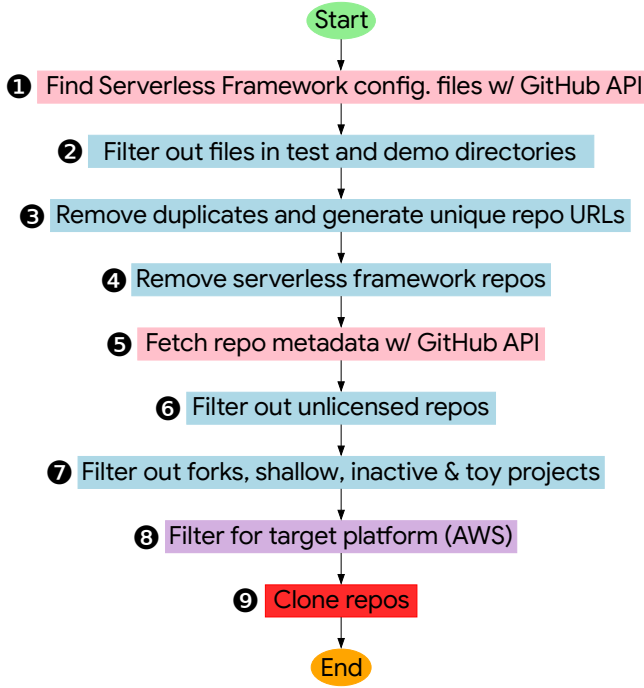 Start
❶ Find Serverless Framework config. files w/ GitHub API
❷ Filter out files in test and demo directories
❸ Remove duplicates and generate unique repo URLs
❹ Remove serverless framework repos
❺ Fetch repo metadata w/ GitHub API
❻ Filter out unlicensed repos
❼ Filter out forks, shallow, inactive & toy projects
❽ Filter for target platform (AWS)
❾ Clone repos
End